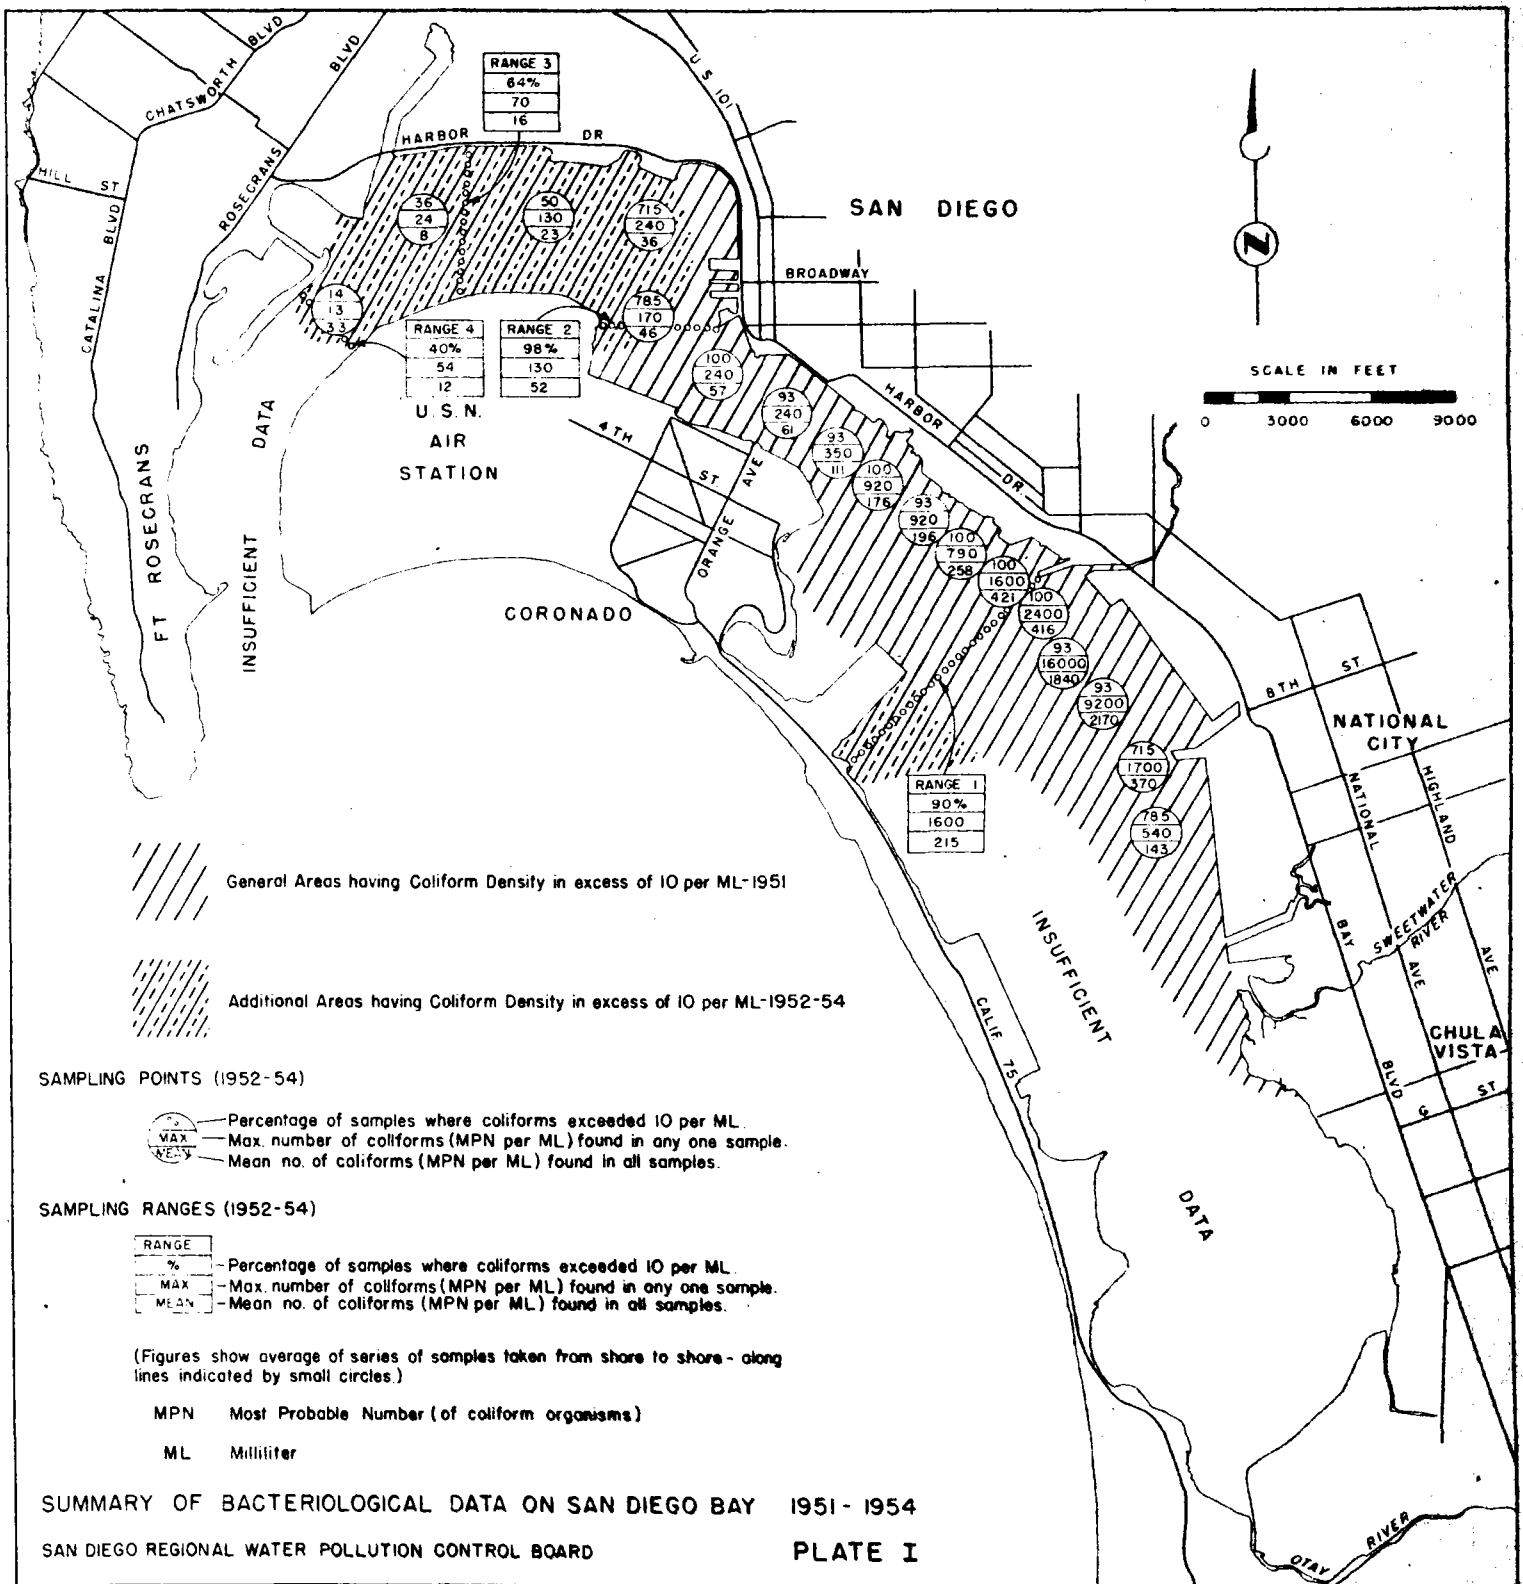 CHATSWORTH BLVD
ROSECRANS BLVD
HILL ST
CATALINA BLVD
HARBOR DR
U S 101
RANGE 3
64%
70
16
SAN DIEGO
BROADWAY
N
SCALE IN FEET
0 3000 6000 9000
36
24
8
50
130
23
71.5
240
36
14
13
3.3
78.5
170
46
RANGE 4
40%
54
12
RANGE 2
98%
130
52
U.S.N.
AIR
STATION
100
240
57
93
240
61
93
350
111
100
920
176
93
920
196
100
790
258
100
1600
421
100
2400
416
93
16000
1840
93
9200
2170
71.5
1700
370
78.5
540
143
HARBOR DR.
4TH ST.
ORANGE AVE
CORONADO
FT ROSECRANS
INSUFFICIENT DATA
RANGE 1
90%
1600
215
8TH ST.
NATIONAL
CITY
NATIONAL AVE
HIGHLAND AVE
BAY BLVD
SWEETWATER
RIVER
CHULA
VISTA
G ST.
CALIF. 75
INSUFFICIENT DATA
OTAY RIVER
General Areas having Coliform Density in excess of 10 per ML-1951
Additional Areas having Coliform Density in excess of 10 per ML-1952-54
SAMPLING POINTS (1952-54)
%
MAX
MEAN
Percentage of samples where coliforms exceeded 10 per ML.
Max. number of coliforms (MPN per ML) found in any one sample.
Mean no. of coliforms (MPN per ML) found in all samples.
SAMPLING RANGES (1952-54)
RANGE
%
MAX
MEAN
- Percentage of samples where coliforms exceeded 10 per ML.
- Max. number of coliforms (MPN per ML) found in any one sample.
- Mean no. of coliforms (MPN per ML) found in all samples.
(Figures show average of series of samples taken from shore to shore - along
lines indicated by small circles.)
MPN Most Probable Number (of coliform organisms)
ML Milliliter
SUMMARY OF BACTERIOLOGICAL DATA ON SAN DIEGO BAY 1951 - 1954
SAN DIEGO REGIONAL WATER POLLUTION CONTROL BOARD PLATE I